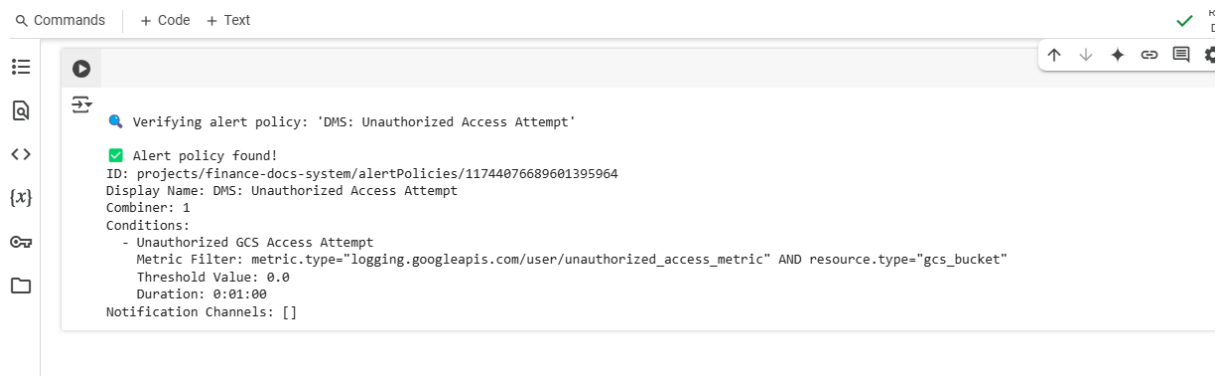 Commands + Code + Text
🔍 Verifying alert policy: 'DMS: Unauthorized Access Attempt'
✅ Alert policy found!
ID: projects/finance-docs-system/alertPolicies/11744076689601395964
Display Name: DMS: Unauthorized Access Attempt
Combiner: 1
Conditions:
- Unauthorized GCS Access Attempt
Metric Filter: metric.type="logging.googleapis.com/user/unauthorized_access_metric" AND resource.type="gcs_bucket"
Threshold Value: 0.0
Duration: 0:01:00
Notification Channels: []